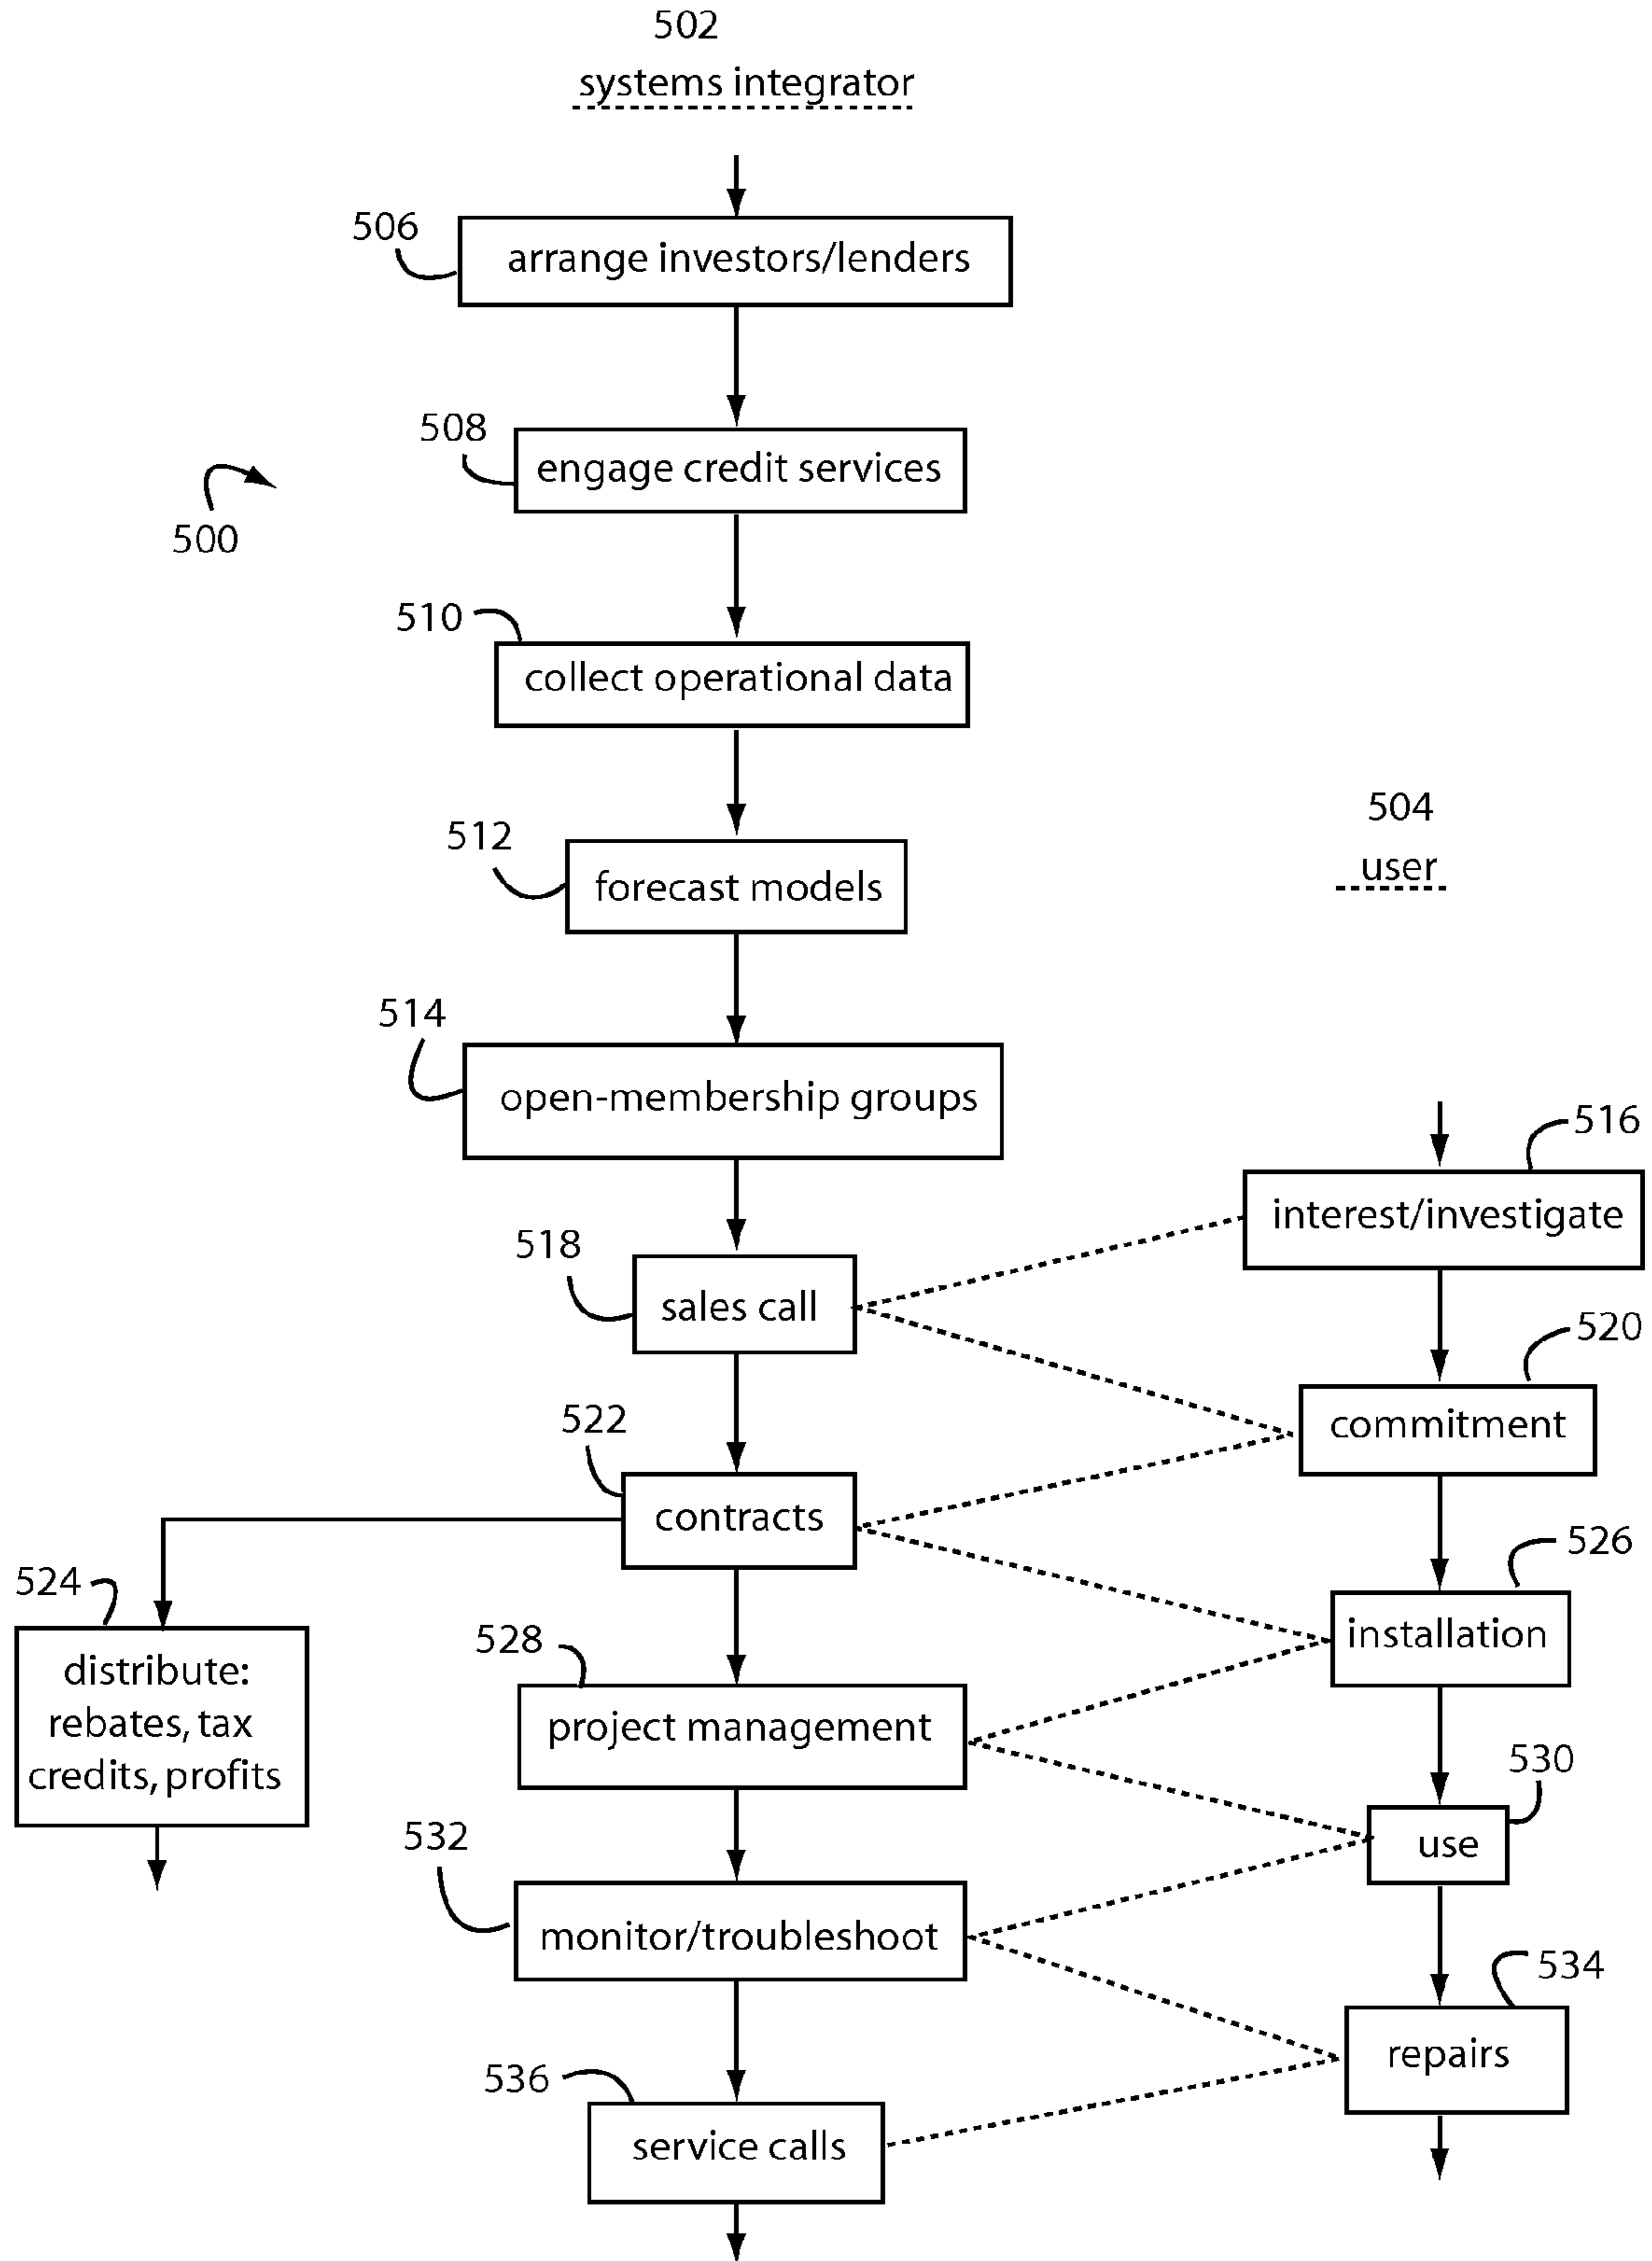 502
systems integrator
506
arrange investors/lenders
508
engage credit services
500
510
collect operational data
512
forecast models
504
user
514
open-membership groups
516
interest/investigate
518
sales call
520
commitment
522
contracts
524
distribute:
rebates, tax
credits, profits
526
installation
528
project management
530
use
532
monitor/troubleshoot
534
repairs
536
service calls